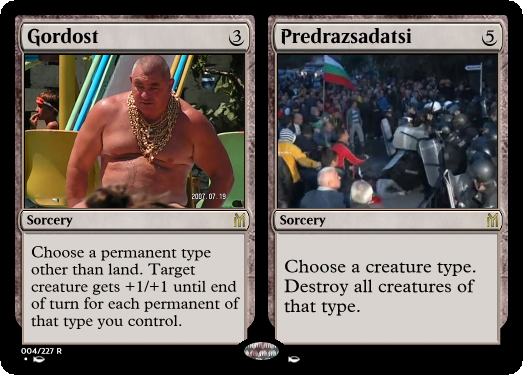 Gordost 3
2007.07.19
Sorcery
Choose a permanent type
other than land. Target
creature gets +1/+1 until end
of turn for each permanent of
that type you control.
004/227 R
Predrazsadatsi 5
Sorcery
Choose a creature type.
Destroy all creatures of
that type.